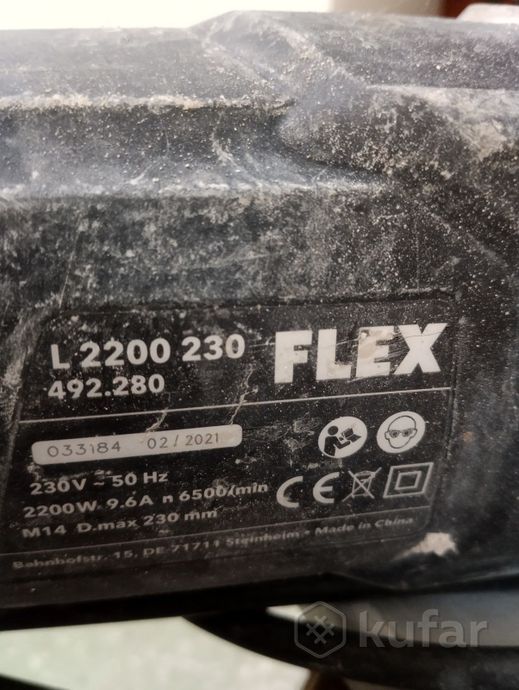 L 2200 230
FLEX
492.280
033184 02/2021
230V ~ 50 Hz
2200W 9.6A n 6500/min
M14 D.max 230 mm
CE
Bahnhofstr. 15, DE 71711 Steinheim • Made in China
kufar